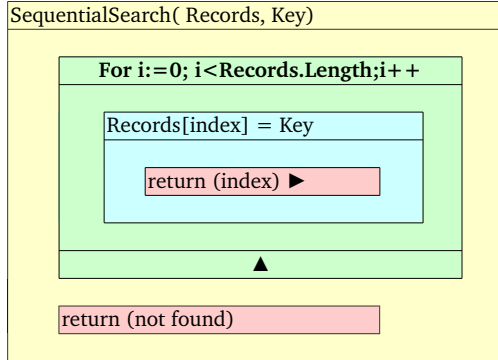 SequentialSearch( Records, Key)
For i:=0; i<Records.Length;i++
Records[index] = Key
return (index) ►
▲
return (not found)